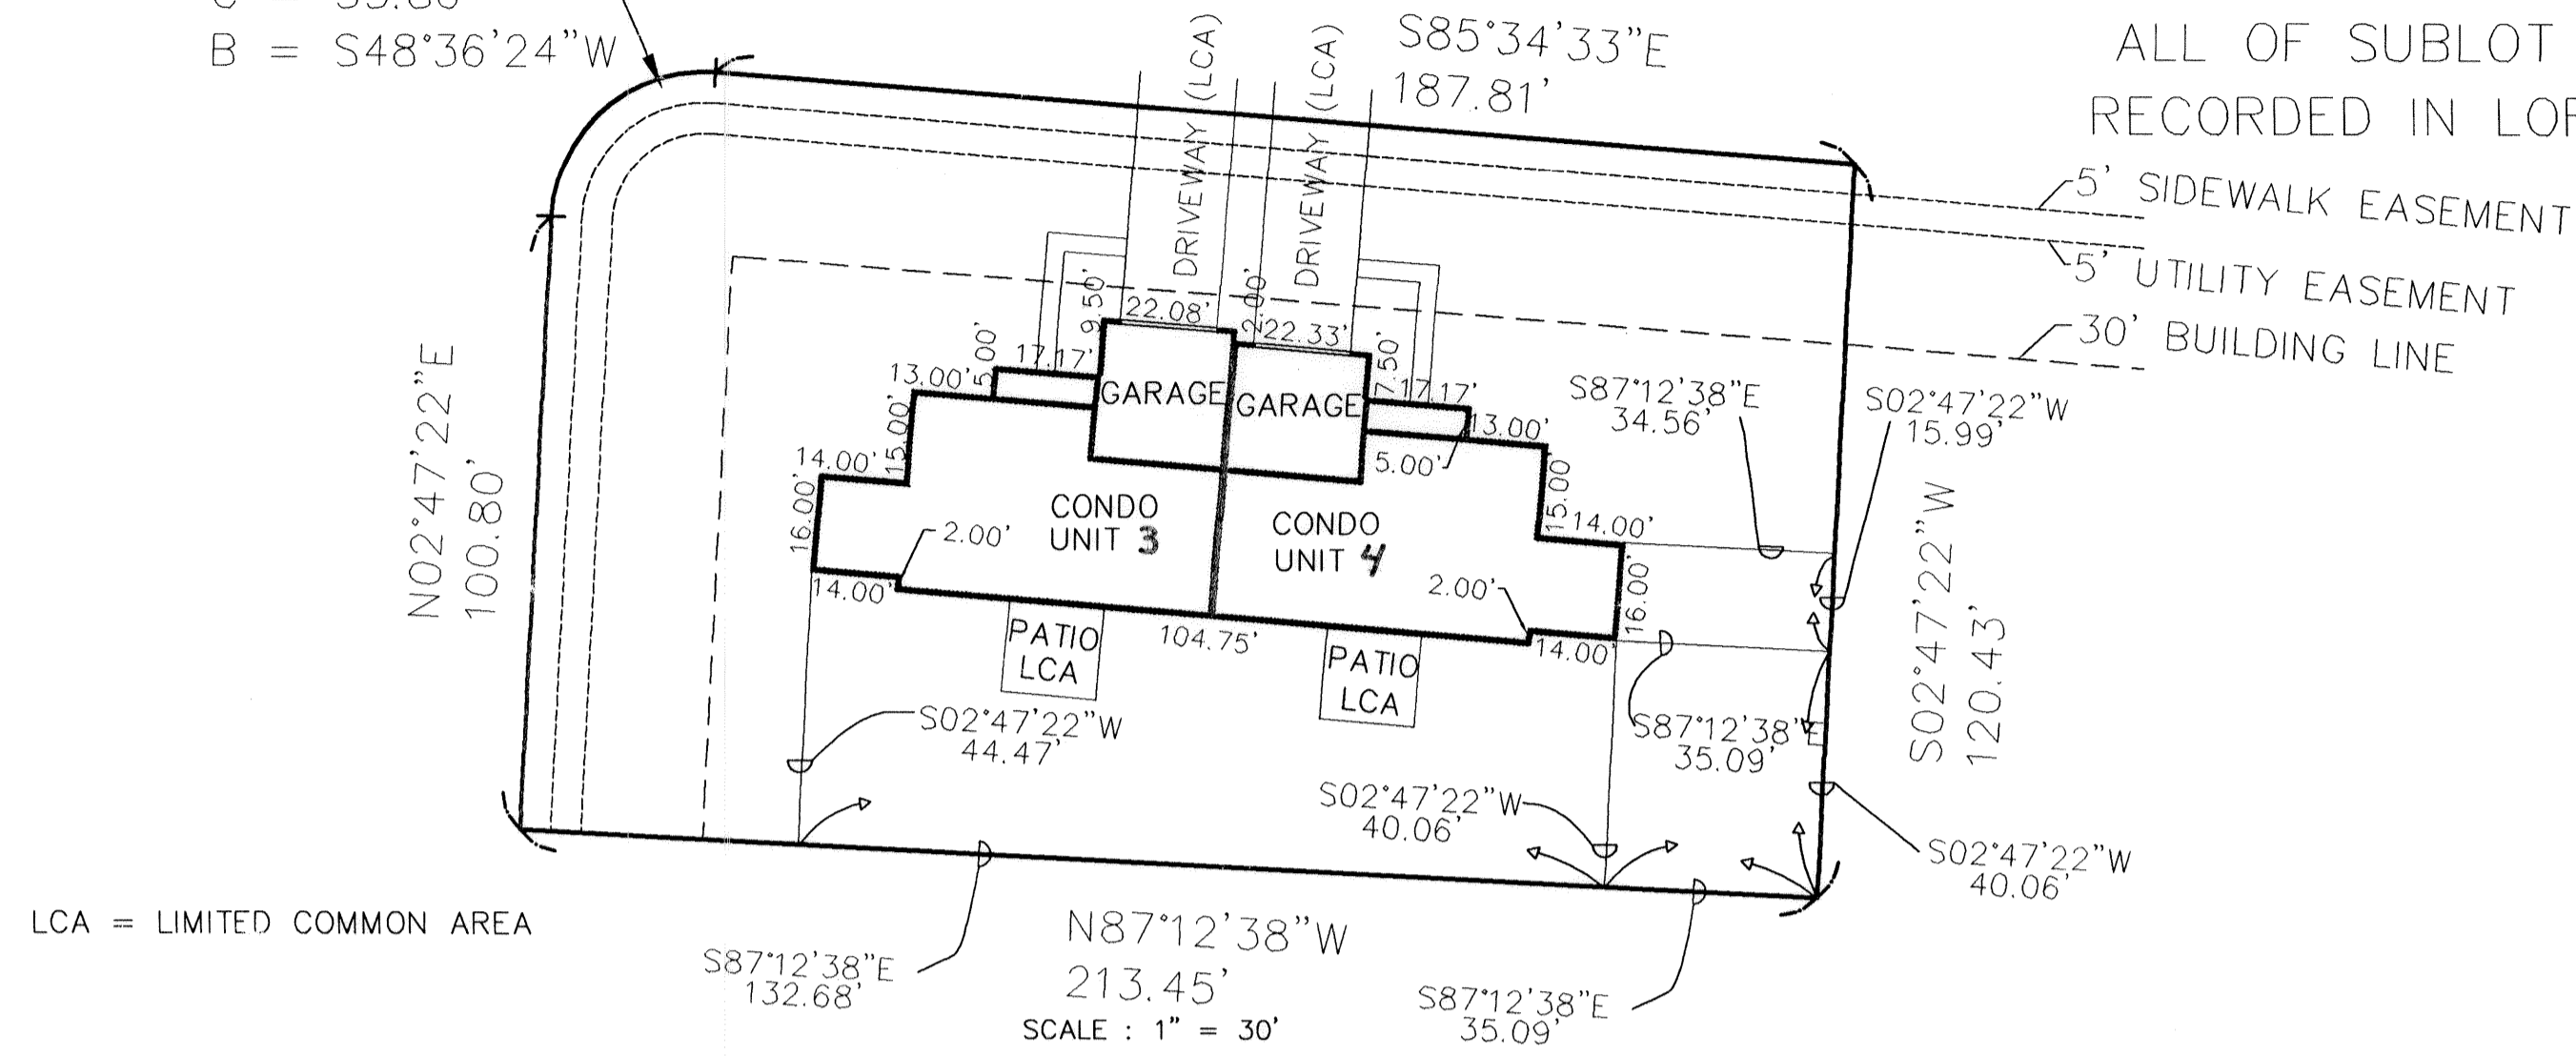 B = S48°36'24"W
S85°34'33"E
187.81'
ALL OF SUBLOT
RECORDED IN
5' SIDEWALK EASEMENT
5' UTILITY EASEMENT
30' BUILDING LINE
DRIVEWAY (LCA)
DRIVEWAY (LCA)
9.50'
22.08'
2.00'
22.33'
7.50'
5.00'
17.17'
13.00'
17.17'
13.00'
5.00'
GARAGE
GARAGE
15.00'
14.00'
16.00'
15.00'
14.00'
16.00'
CONDO
UNIT 3
CONDO
UNIT 4
2.00'
14.00'
2.00'
14.00'
104.75'
PATIO
LCA
PATIO
LCA
N02°47'22"E
100.80'
S87°12'38"E
34.56'
S02°47'22"W
15.99'
S02°47'22"W
120.43'
S87°12'38"E
35.09'
S02°47'22"W
44.47'
S02°47'22"W
40.06'
S02°47'22"W
40.06'
LCA = LIMITED COMMON AREA
S87°12'38"E
132.68'
N87°12'38"W
213.45'
SCALE : 1" = 30'
S87°12'38"E
35.09'